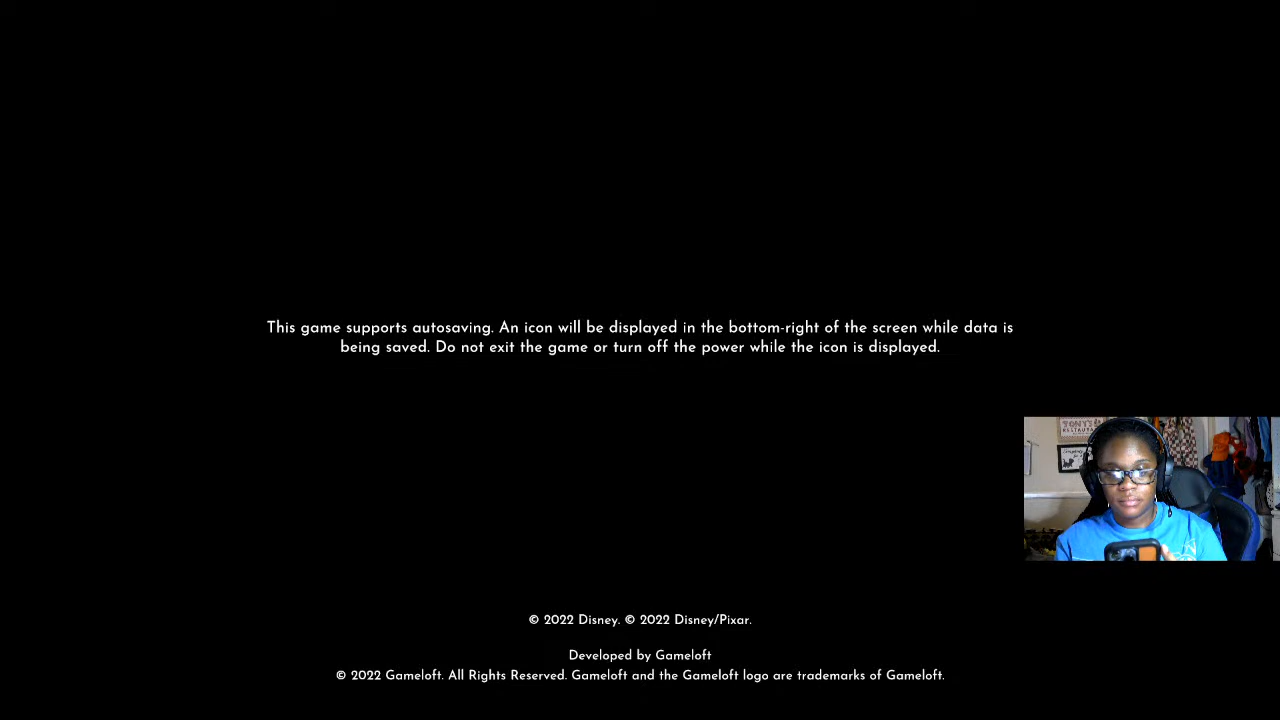 This game supports autosaving. An icon will be displayed in the bottom-right of the screen while data is
being saved. Do not exit the game or turn off the power while the icon is displayed.
TONY'S
RESTAURANT
© 2022 Disney. © 2022 Disney/Pixar.
Developed by Gameloft
© 2022 Gameloft. All Rights Reserved. Gameloft and the Gameloft logo are trademarks of Gameloft.